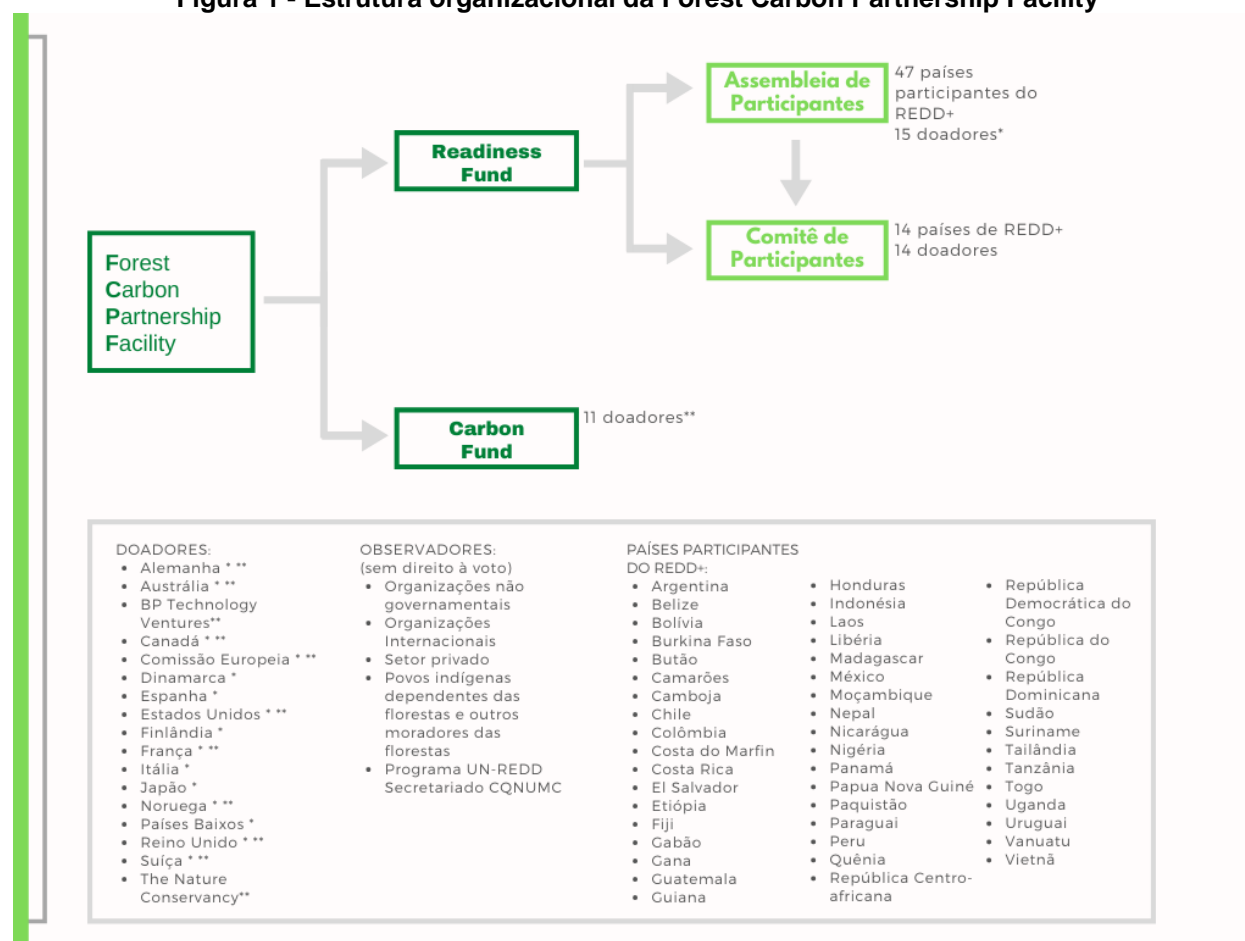 Figura 1 - Estrutura organizacional da Forest Carbon Partnership Facility
Assembleia de
Participantes
47 países
participantes do
REDD+
15 doadores*
Readiness
Fund
Comitê de
Participantes
14 países de REDD+
14 doadores
Forest
Carbon
Partnership
Facility
Carbon
Fund
11 doadores**
DOADORES:
• Alemanha * **
• Austrália * **
• BP Technology
Ventures**
• Canadá * **
• Comissão Europeia * **
• Dinamarca *
• Espanha *
• Estados Unidos * **
• Finlândia *
• França * **
• Itália *
• Japão *
• Noruega * **
• Países Baixos *
• Reino Unido * **
• Suíça * **
• The Nature
Conservancy**
OBSERVADORES:
(sem direito à voto)
• Organizações não
governamentais
• Organizações
Internacionais
• Setor privado
• Povos indígenas
dependentes das
florestas e outros
moradores das
florestas
• Programa UN-REDD
Secretariado CQNUMC
PAÍSES PARTICIPANTES
DO REDD+:
• Argentina
• Belize
• Bolívia
• Burkina Faso
• Butão
• Camarões
• Camboja
• Chile
• Colômbia
• Costa do Marfin
• Costa Rica
• El Salvador
• Etiópia
• Fiji
• Gabão
• Gana
• Guatemala
• Guiana
• Honduras
• Indonésia
• Laos
• Libéria
• Madagascar
• México
• Moçambique
• Nepal
• Nicarágua
• Nigéria
• Panamá
• Papua Nova Guiné
• Paquistão
• Paraguai
• Peru
• Quênia
• República Centro-
africana
• República
Democrática do
Congo
• República do
Congo
• República
Dominicana
• Sudão
• Suriname
• Tailândia
• Tanzânia
• Togo
• Uganda
• Uruguai
• Vanuatu
• Vietnã